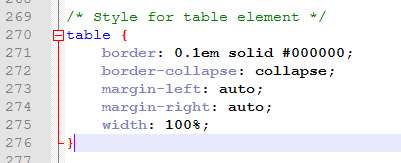 269 /* Style for table element */
270 table {
271 border: 0.1em solid #000000;
272 border-collapse: collapse;
273 margin-left: auto;
274 margin-right: auto;
275 width: 100%;
276 }
277